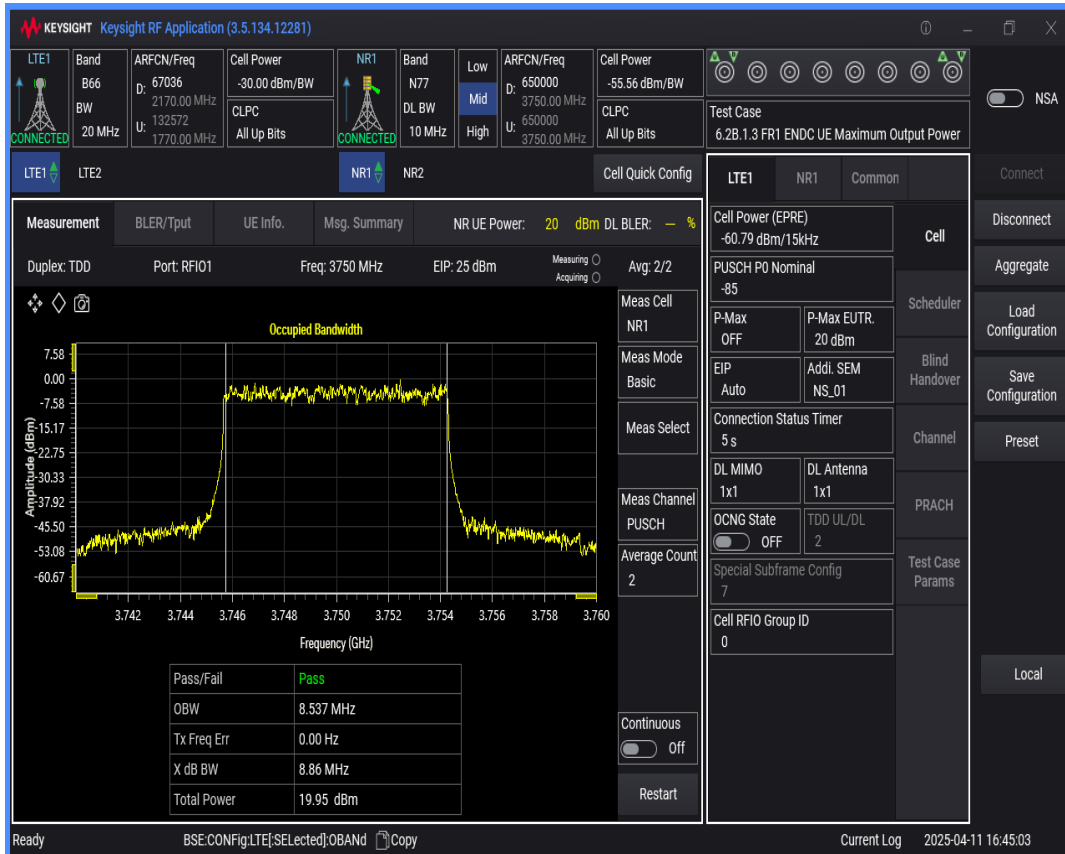 KEYSIGHT Keysight RF Application (3.5.134.12281)
LTE1 Band ARFCN/Freq Cell Power NR1 Band Low ARFCN/Freq Cell Power
B66 D: 67036 -30.00 dBm/BW N77 Mid D: 650000 -55.56 dBm/BW
BW 2170.00 MHz CLPC DL BW High 3750.00 MHz CLPC
CONNECTED 20 MHz U: 132572 All Up Bits CONNECTED 10 MHz U: 650000 All Up Bits
1770.00 MHz 3750.00 MHz
Test Case
6.2B.1.3 FR1 ENDC UE Maximum Output Power
NSA
LTE1 LTE2 NR1 NR2 Cell Quick Config
Measurement BLER/Tput UE Info. Msg. Summary NR UE Power: 20 dBm DL BLER: — %
Duplex: TDD Port: RFIO1 Freq: 3750 MHz EIP: 25 dBm Measuring Avg: 2/2
Acquiring
Occupied Bandwidth
7.58
0.00
-7.58
-15.17
-22.75
-30.33
-37.92
-45.50
-53.08
-60.67
Amplitude (dBm)
3.742 3.744 3.746 3.748 3.750 3.752 3.754 3.756 3.758 3.760
Frequency (GHz)
Pass/Fail Pass
OBW 8.537 MHz
Tx Freq Err 0.00 Hz
X dB BW 8.86 MHz
Total Power 19.95 dBm
Meas Cell
NR1
Meas Mode
Basic
Meas Select
Meas Channel
PUSCH
Average Count
2
Continuous
Off
Restart
LTE1 NR1 Common
Cell Power (EPRE)
-60.79 dBm/15kHz
PUSCH P0 Nominal
-85
P-Max P-Max EUTR.
OFF 20 dBm
EIP Addi. SEM
Auto NS_01
Connection Status Timer
5 s
DL MIMO DL Antenna
1x1 1x1
OCNG State TDD UL/DL
OFF 2
Special Subframe Config
7
Cell RFIO Group ID
0
Cell
Scheduler
Blind
Handover
Channel
PRACH
Test Case
Params
Connect
Disconnect
Aggregate
Load
Configuration
Save
Configuration
Preset
Local
Ready BSE:CONFig:LTE[:SELected]:OBANd Copy Current Log 2025-04-11 16:45:03